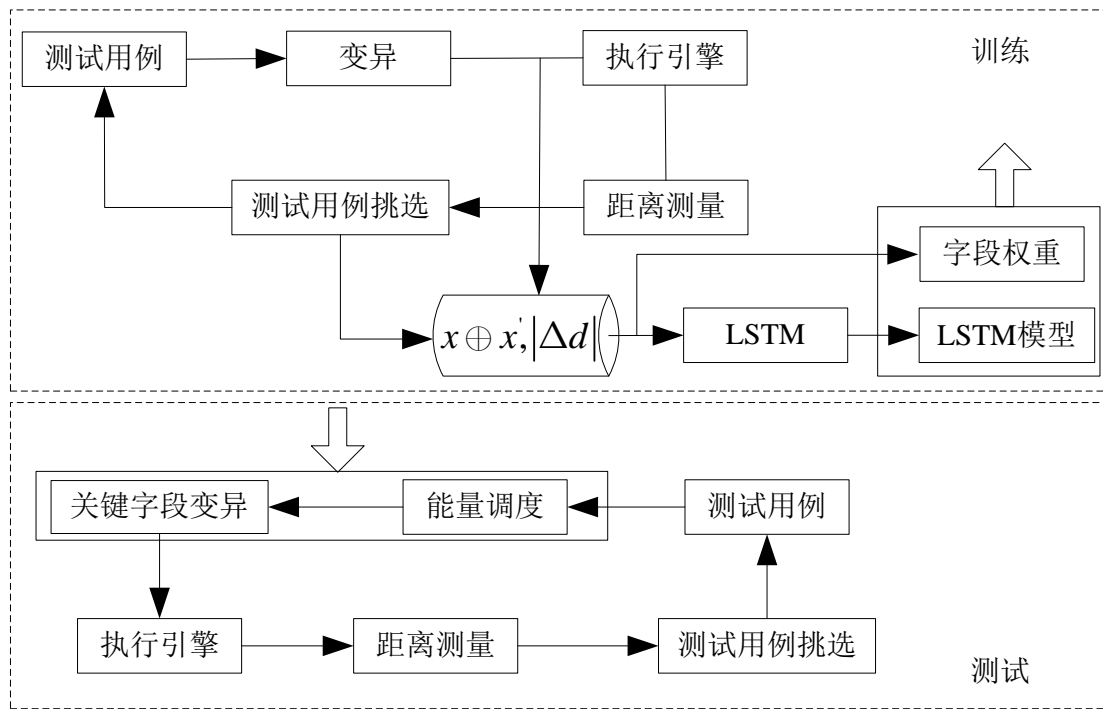 测试用例
变异
执行引擎
训练
测试用例挑选
距离测量
字段权重
x ⊕ x', |Δd|
LSTM
LSTM模型
关键字段变异
能量调度
测试用例
执行引擎
距离测量
测试用例挑选
测试